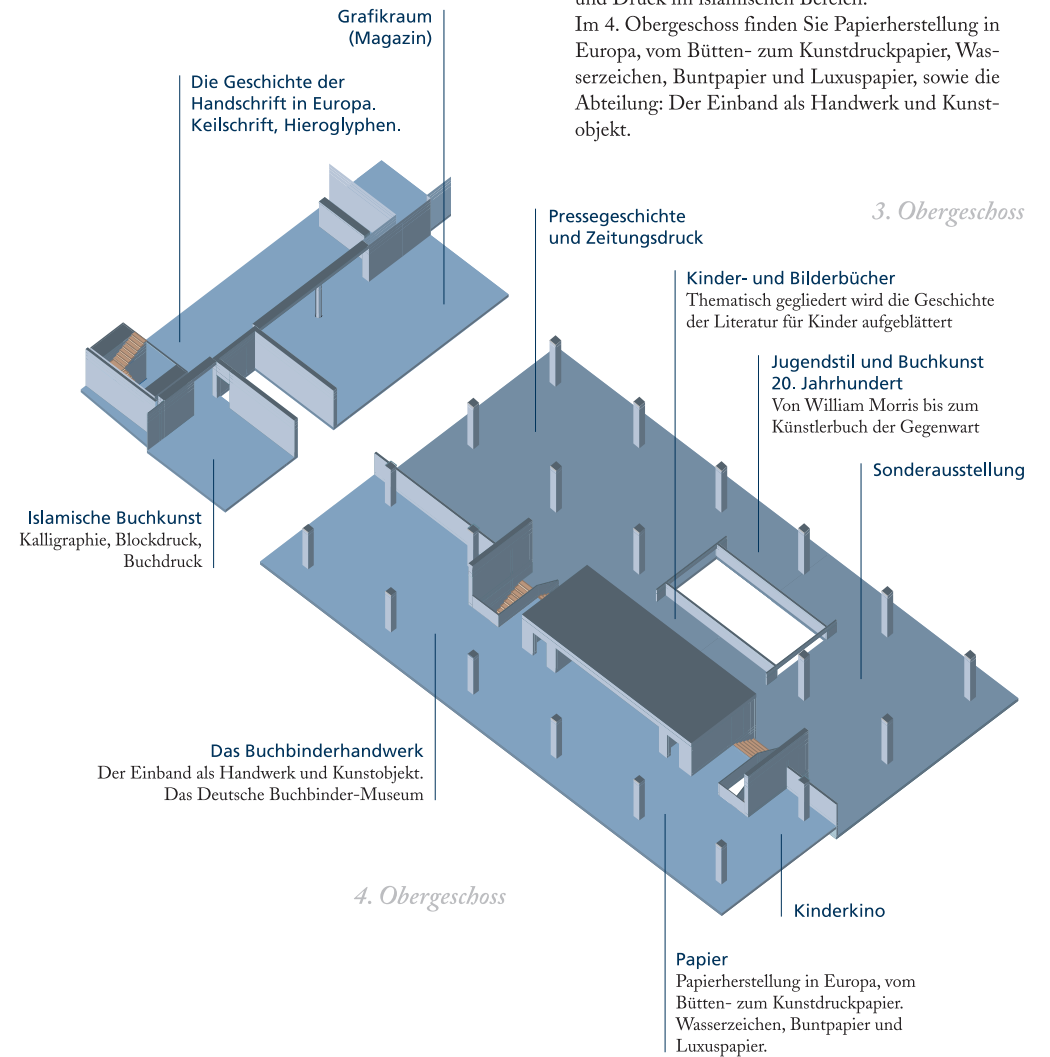 und Druck im islamischen Bereich.
Im 4. Obergeschoss finden Sie Papierherstellung in
Europa, vom Bütten- zum Kunstdruckpapier, Was-
serzeichen, Buntpapier und Luxuspapier, sowie die
Abteilung: Der Einband als Handwerk und Kunst-
objekt.
Grafikraum
(Magazin)
Die Geschichte der
Handschrift in Europa.
Keilschrift, Hieroglyphen.
3. Obergeschoss
Pressegeschichte
und Zeitungsdruck
Kinder- und Bilderbücher
Thematisch gegliedert wird die Geschichte
der Literatur für Kinder aufgeblättert
Jugendstil und Buchkunst
20. Jahrhundert
Von William Morris bis zum
Künstlerbuch der Gegenwart
Sonderausstellung
Islamische Buchkunst
Kalligraphie, Blockdruck,
Buchdruck
Das Buchbinderhandwerk
Der Einband als Handwerk und Kunstobjekt.
Das Deutsche Buchbinder-Museum
4. Obergeschoss
Kinderkino
Papier
Papierherstellung in Europa, vom
Bütten- zum Kunstdruckpapier.
Wasserzeichen, Buntpapier und
Luxuspapier.